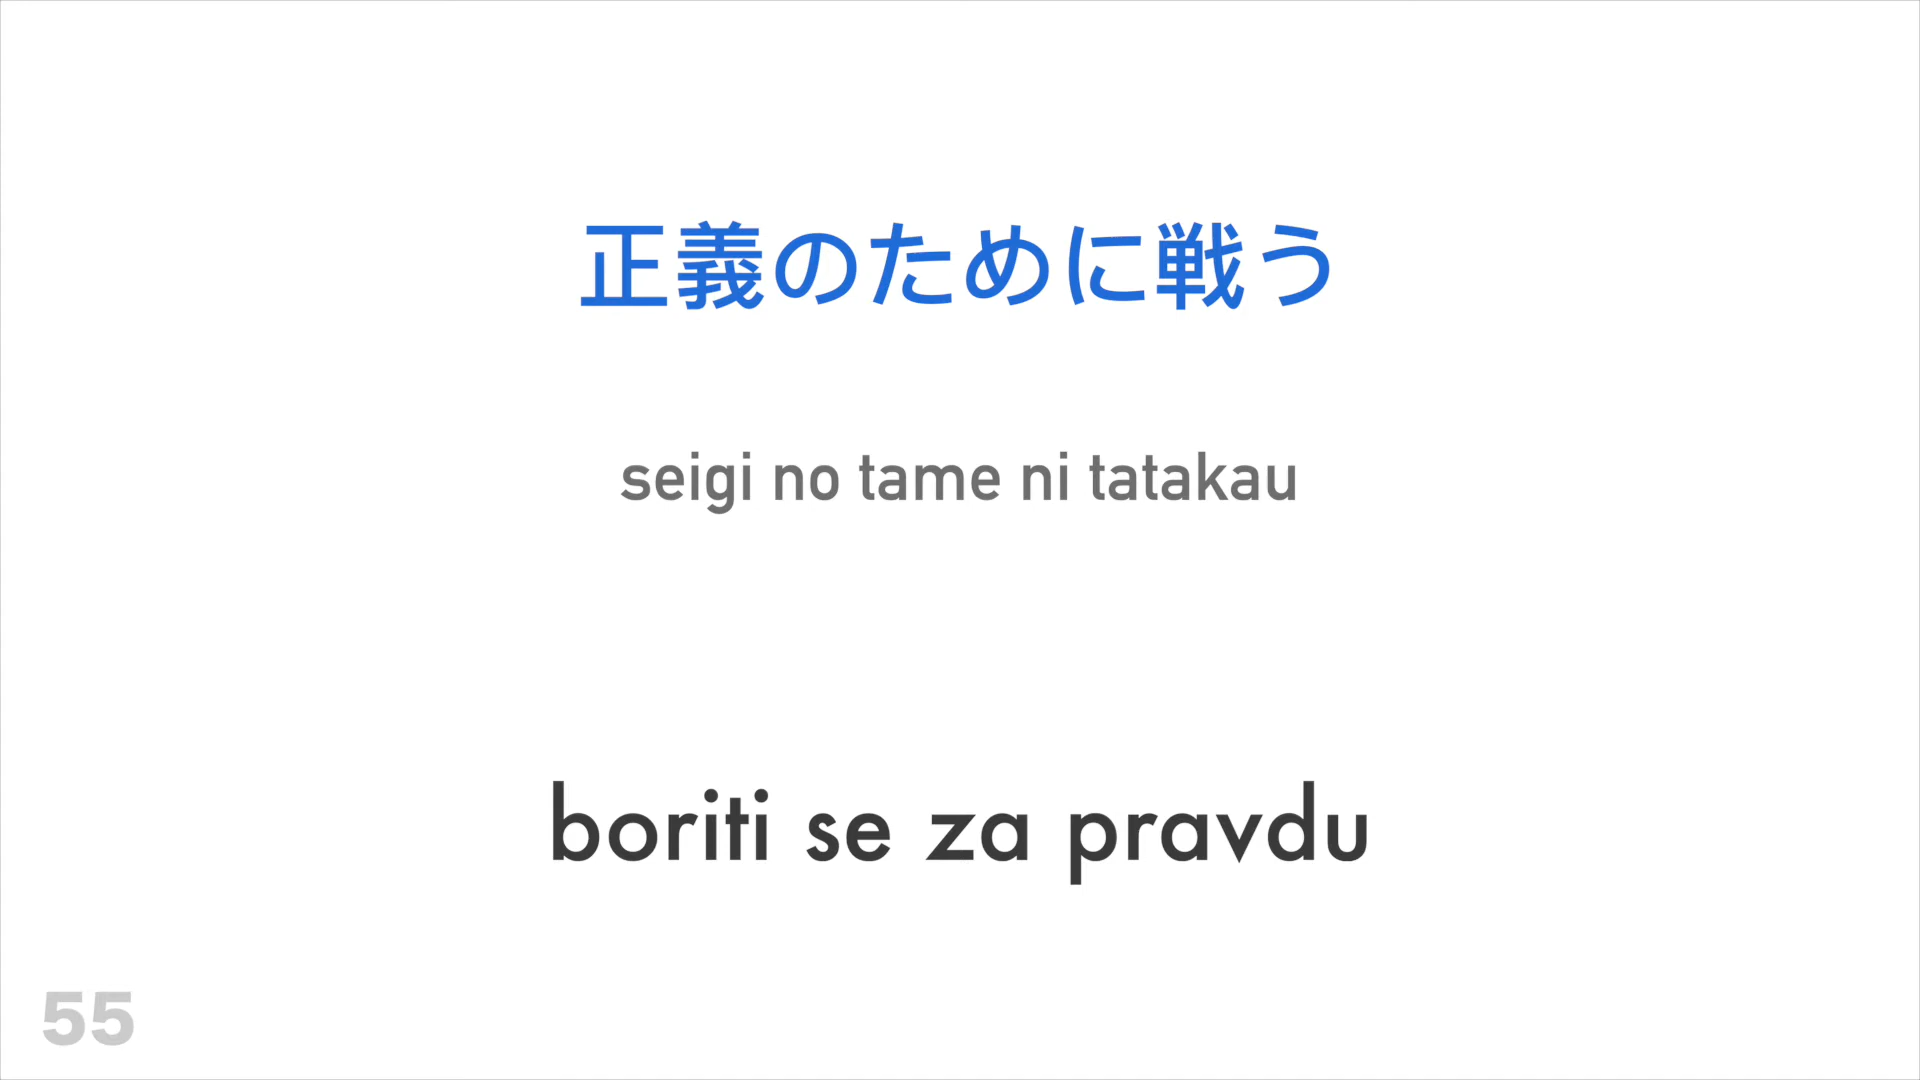 正義のために戦う
seigi no tame ni tatakau
boriti se za pravdu
55